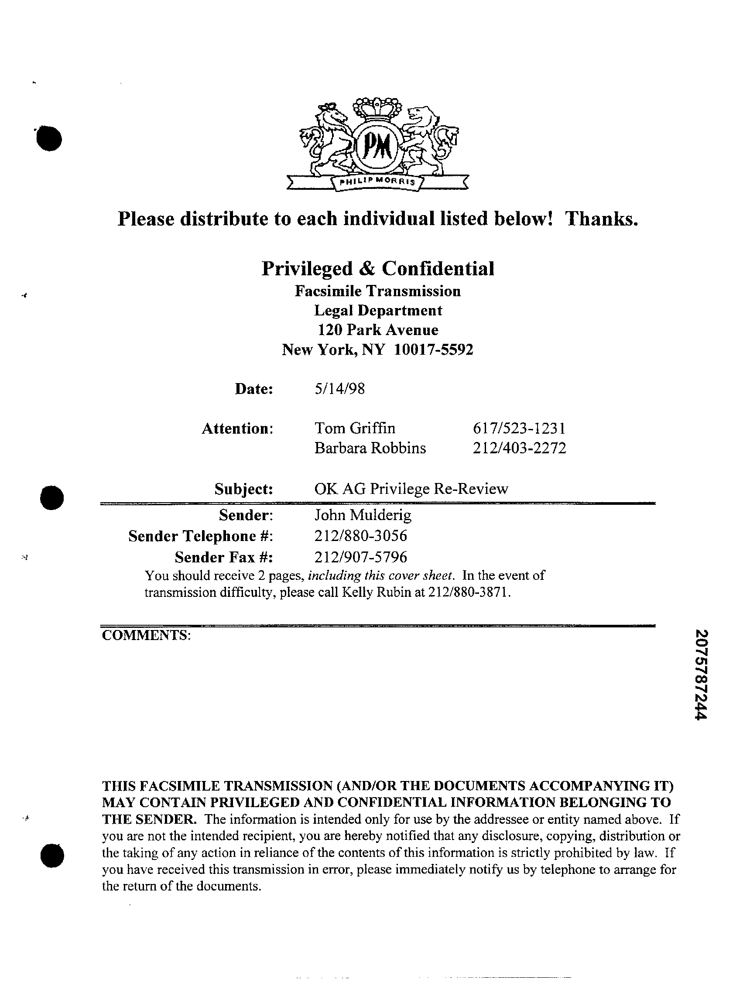 PM
PHILIP MORRIS
Please distribute to each individual listed below! Thanks.
Privileged & Confidential
Facsimile Transmission
Legal Department
120 Park Avenue
New York, NY 10017-5592
Date: 5/14/98
Attention: Tom Griffin 617/523-1231
Barbara Robbins 212/403-2272
Subject: OK AG Privilege Re-Review
Sender: John Mulderig
Sender Telephone #: 212/880-3056
Sender Fax #: 212/907-5796
You should receive 2 pages, including this cover sheet. In the event of
transmission difficulty, please call Kelly Rubin at 212/880-3871.
COMMENTS:
2075787244
THIS FACSIMILE TRANSMISSION (AND/OR THE DOCUMENTS ACCOMPANYING IT)
MAY CONTAIN PRIVILEGED AND CONFIDENTIAL INFORMATION BELONGING TO
THE SENDER. The information is intended only for use by the addressee or entity named above. If
you are not the intended recipient, you are hereby notified that any disclosure, copying, distribution or
the taking of any action in reliance of the contents of this information is strictly prohibited by law. If
you have received this transmission in error, please immediately notify us by telephone to arrange for
the return of the documents.